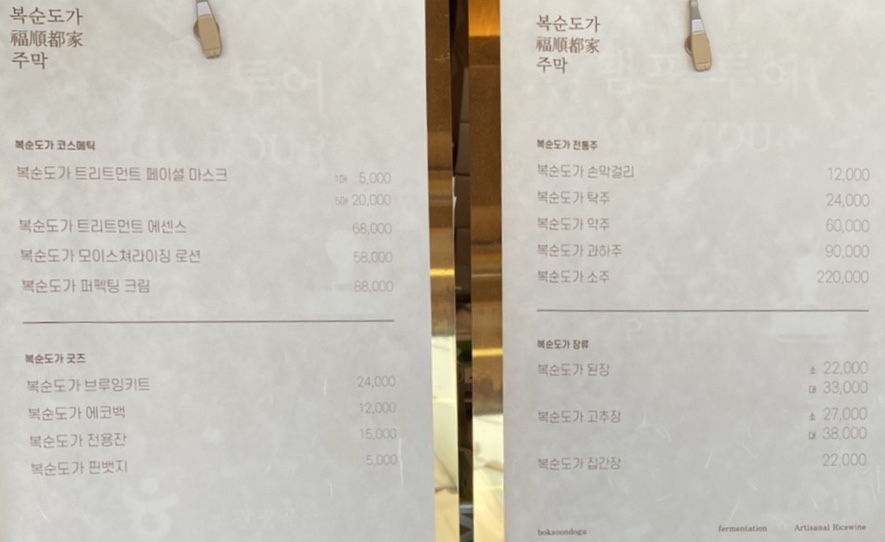 복순도가
福順都家
주막
복순도가 코스메틱
복순도가 트리트먼트 페이셜 마스크 1매 5,000
5매 20,000
복순도가 트리트먼트 에센스 68,000
복순도가 모이스쳐라이징 로션 58,000
복순도가 퍼펙팅 크림 88,000
복순도가 굿즈
복순도가 브루잉키트 24,000
복순도가 에코백 12,000
복순도가 전용잔 15,000
복순도가 핀뱃지 5,000
복순도가
福順都家
주막
복순도가 전통주
복순도가 손막걸리 12,000
복순도가 탁주 24,000
복순도가 약주 60,000
복순도가 과하주 90,000
복순도가 소주 220,000
복순도가 장류
복순도가 된장 소 22,000
대 33,000
복순도가 고추장 소 27,000
대 38,000
복순도가 집간장 22,000
boksoondoga fermentation Artisanal Ricewine